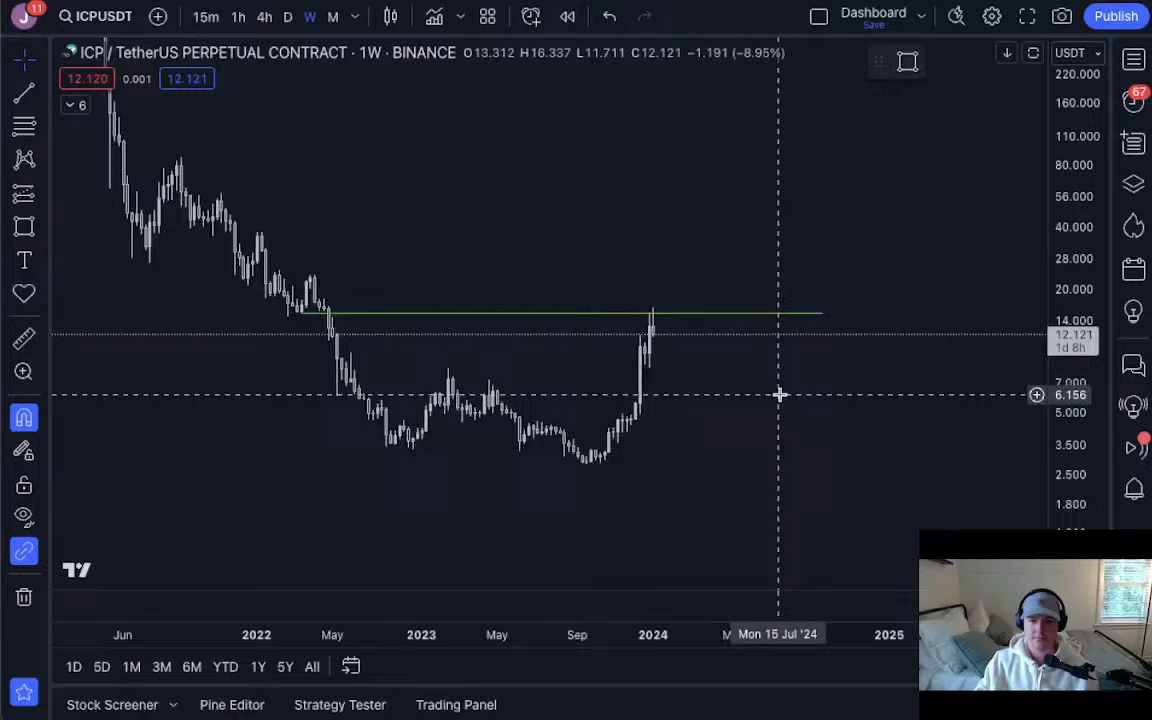 J 11 ICPUSDT 15m 1h 4h D W M Dashboard Save Publish
ICP / TetherUS PERPETUAL CONTRACT · 1W · BINANCE O13.312 H16.337 L11.711 C12.121 −1.191 (−8.95%) USDT
12.120 0.001 12.121
6
67
220.000
160.000
110.000
80.000
56.000
40.000
28.000
20.000
14.000
12.121
1d 8h
7.000
6.156
5.000
3.500
2.500
1.800
T
Jun 2022 May 2023 May Sep 2024 Mon 15 Jul '24 2025
1D 5D 1M 3M 6M YTD 1Y 5Y All
Stock Screener Pine Editor Strategy Tester Trading Panel